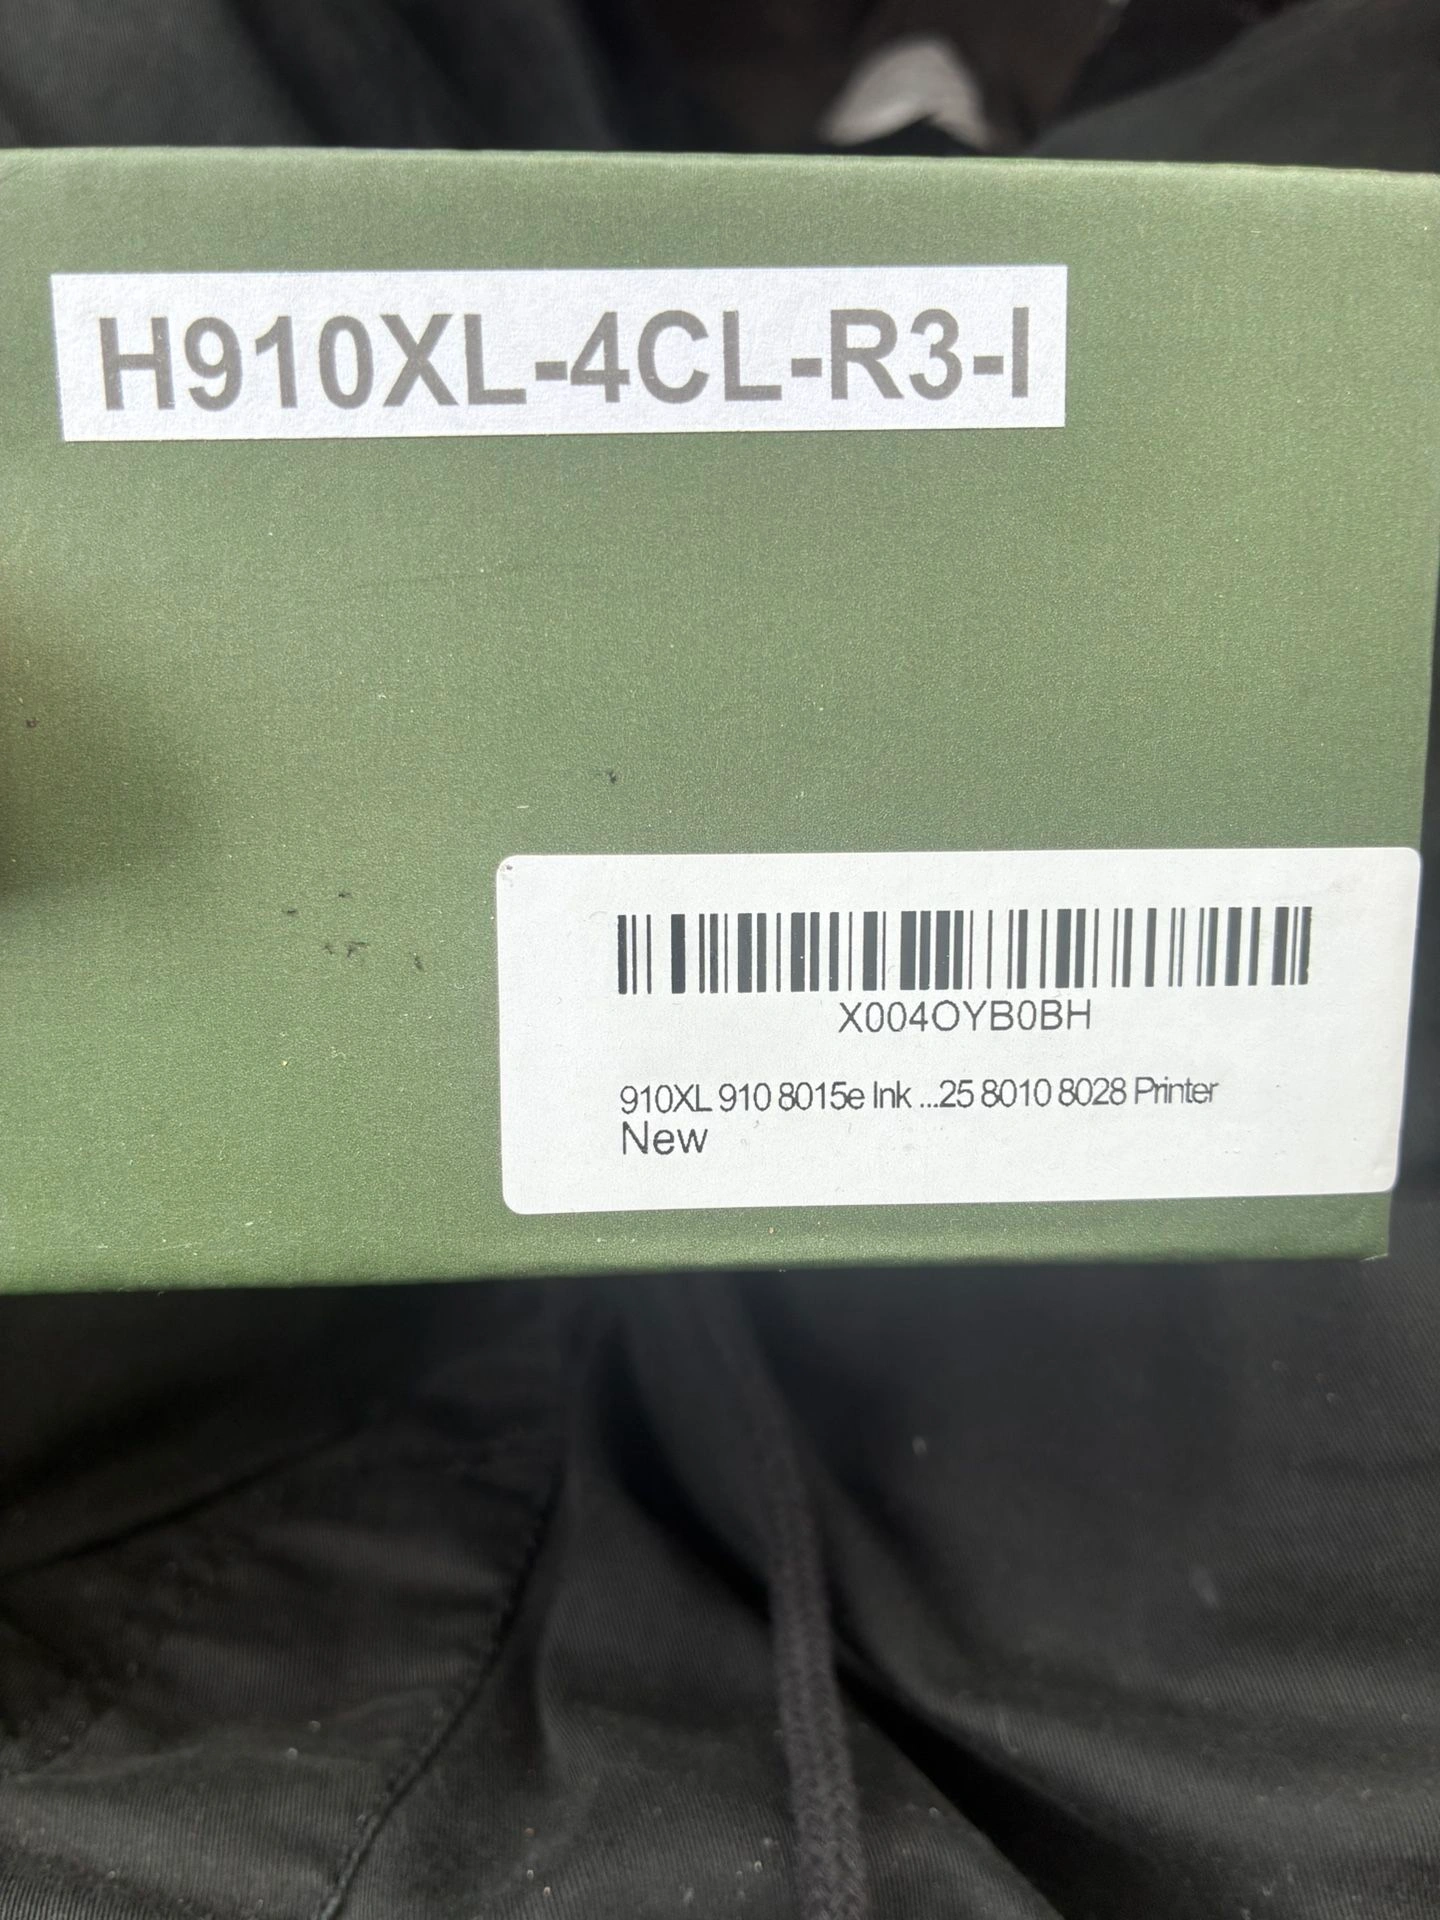 H910XL-4CL-R3-I
X004OYB0BH
910XL 910 8015e Ink ...25 8010 8028 Printer
New